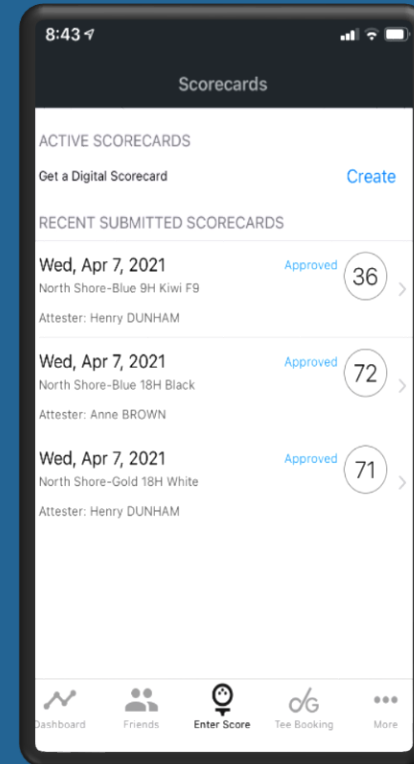 8:43
Scorecards
ACTIVE SCORECARDS
Get a Digital Scorecard Create
RECENT SUBMITTED SCORECARDS
Wed, Apr 7, 2021 Approved 36
North Shore-Blue 9H Kiwi F9
Attester: Henry DUNHAM
Wed, Apr 7, 2021 Approved 72
North Shore-Blue 18H Black
Attester: Anne BROWN
Wed, Apr 7, 2021 Approved 71
North Shore-Gold 18H White
Attester: Henry DUNHAM
Dashboard Friends Enter Score Tee Booking More